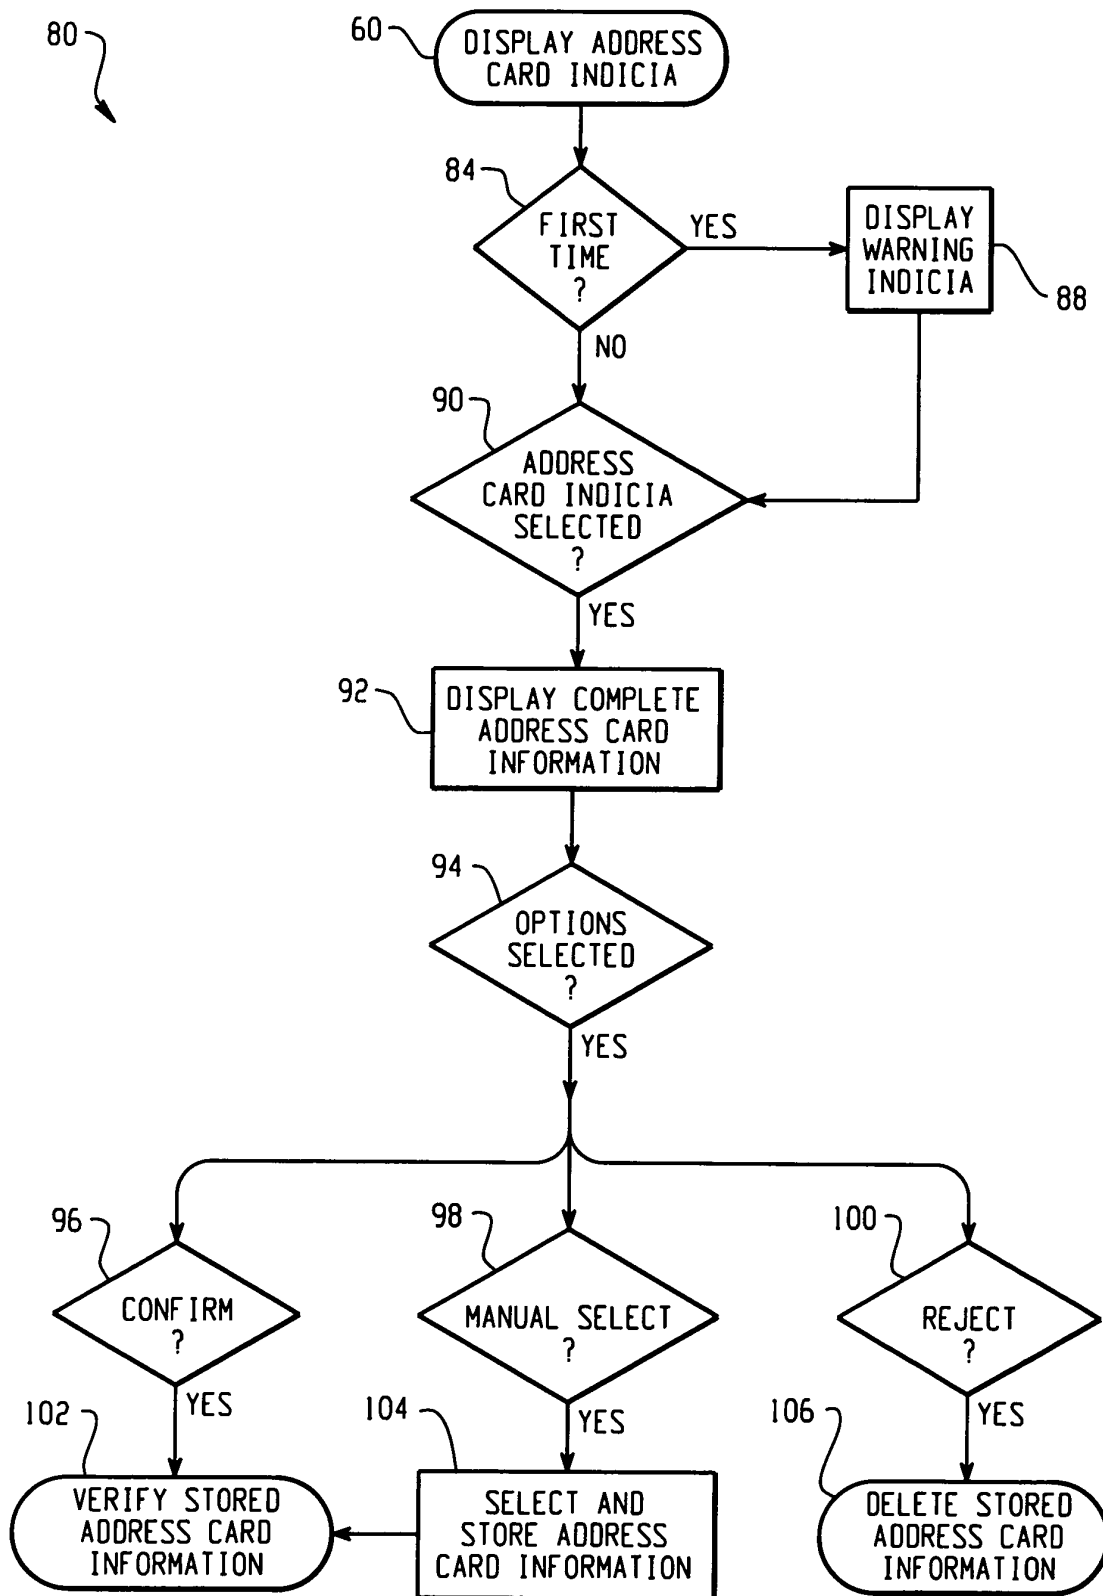 80
60
DISPLAY ADDRESS
CARD INDICIA
84
FIRST
TIME
?
YES
DISPLAY
WARNING
INDICIA
88
NO
90
ADDRESS
CARD INDICIA
SELECTED
?
YES
92
DISPLAY COMPLETE
ADDRESS CARD
INFORMATION
94
OPTIONS
SELECTED
?
YES
96
CONFIRM
?
YES
98
MANUAL SELECT
?
YES
100
REJECT
?
YES
102
VERIFY STORED
ADDRESS CARD
INFORMATION
104
SELECT AND
STORE ADDRESS
CARD INFORMATION
106
DELETE STORED
ADDRESS CARD
INFORMATION